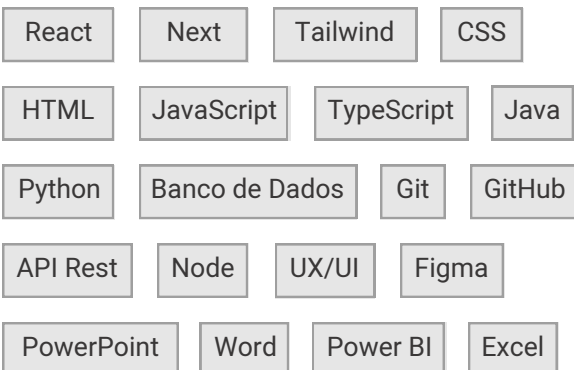 React Next Tailwind CSS
HTML JavaScript TypeScript Java
Python Banco de Dados Git GitHub
API Rest Node UX/UI Figma
PowerPoint Word Power BI Excel